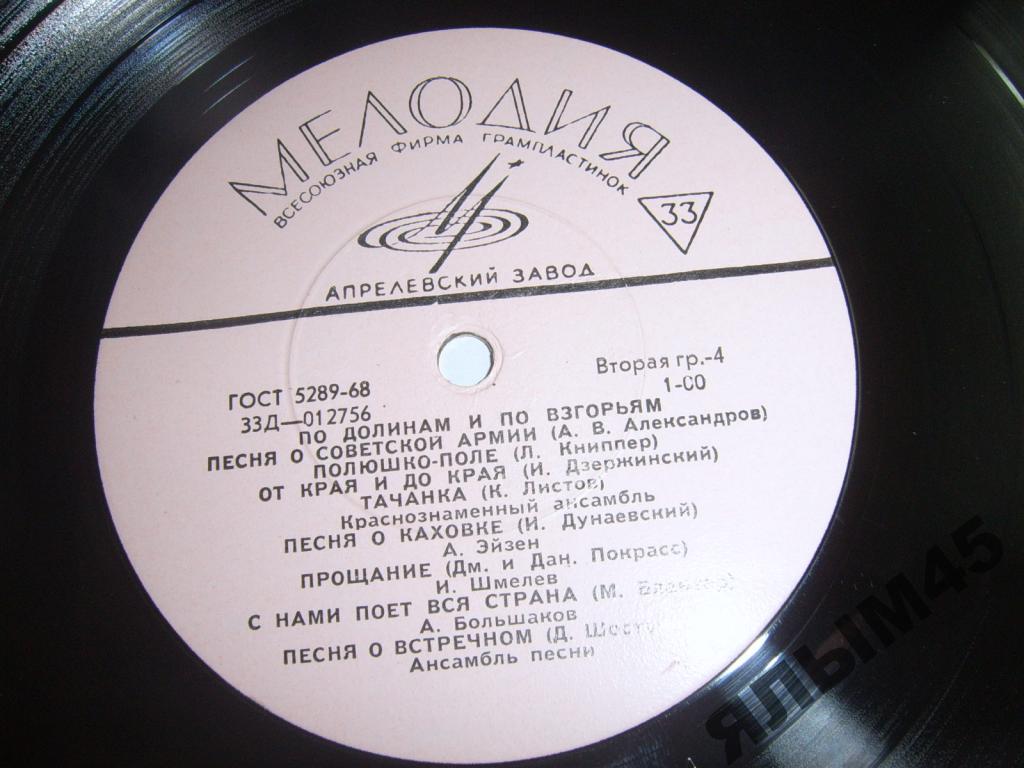 МЕЛОДИЯ
ВСЕСОЮЗНАЯ ФИРМА ГРАМПЛАСТИНОК
33
АПРЕЛЕВСКИЙ ЗАВОД
ГОСТ 5289-68
Вторая гр.-4
33Д—012756
1-СО
ПО ДОЛИНАМ И ПО ВЗГОРЬЯМ
ПЕСНЯ О СОВЕТСКОЙ АРМИИ (А. В. Александров)
ПОЛЮШКО-ПОЛЕ (Л. Книппер)
ОТ КРАЯ И ДО КРАЯ (И. Дзержинский)
ТАЧАНКА (К. Листов)
Краснознаменный ансамбль
ПЕСНЯ О КАХОВКЕ (И. Дунаевский)
А. Эйзен
ПРОЩАНИЕ (Дм. и Дан. Покрасс)
И. Шмелев
С НАМИ ПОЕТ ВСЯ СТРАНА (М.
А. Большаков
ПЕСНЯ О ВСТРЕЧНОМ (Д.
Ансамбль песни
ЯЛЫМ45